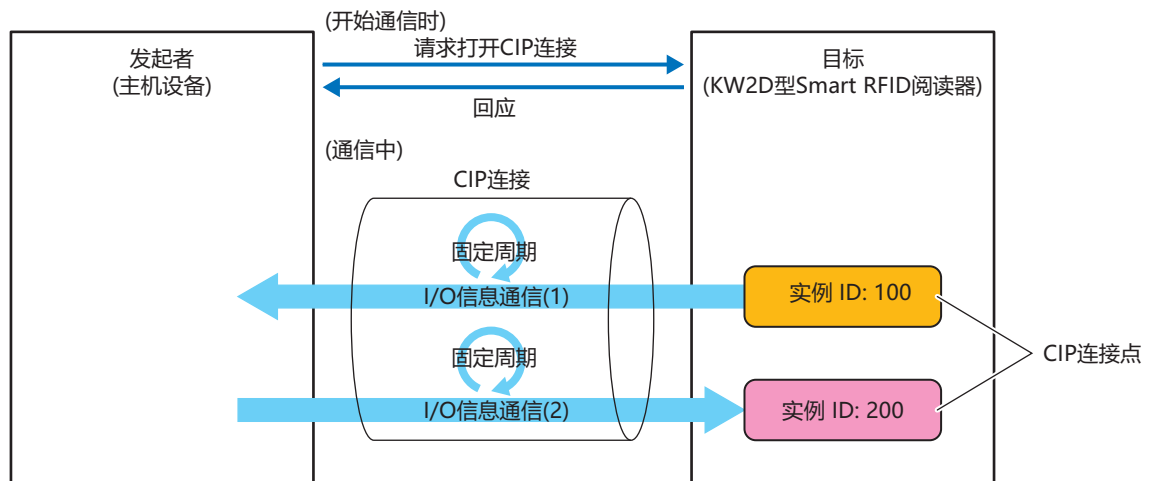 (开始通信时)
请求打开CIP连接
发起者
(主机设备)
目标
(KW2D型Smart RFID阅读器)
回应
(通信中)
CIP连接
固定周期
I/O信息通信(1)
实例 ID: 100
固定周期
CIP连接点
I/O信息通信(2)
实例 ID: 200